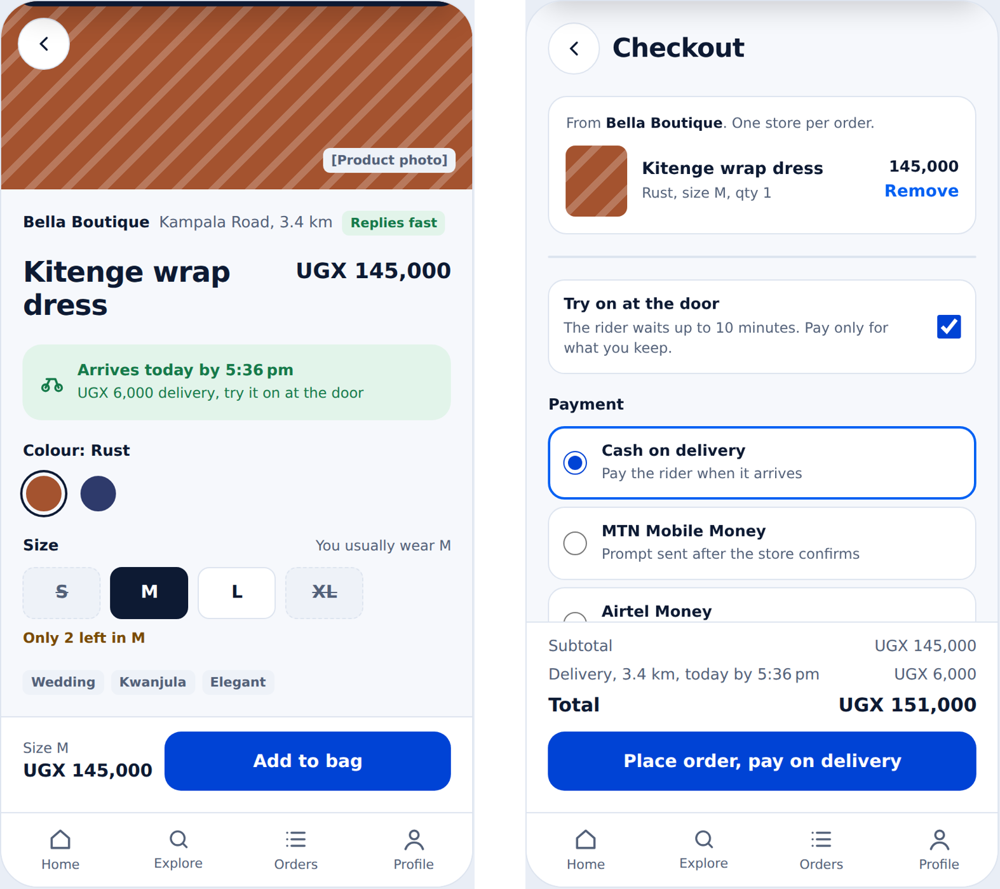 [Product photo]
Bella Boutique Kampala Road, 3.4 km Replies fast
Kitenge wrap dress
UGX 145,000
Arrives today by 5:36 pm
UGX 6,000 delivery, try it on at the door
Colour: Rust
Size
You usually wear M
S M L XL
Only 2 left in M
Wedding Kwanjula Elegant
Size M
UGX 145,000
Add to bag
Home Explore Orders Profile
Checkout
From Bella Boutique. One store per order.
Kitenge wrap dress
145,000
Rust, size M, qty 1
Remove
Try on at the door
The rider waits up to 10 minutes. Pay only for
what you keep.
Payment
Cash on delivery
Pay the rider when it arrives
MTN Mobile Money
Prompt sent after the store confirms
Airtel Money
Subtotal UGX 145,000
Delivery, 3.4 km, today by 5:36 pm UGX 6,000
Total UGX 151,000
Place order, pay on delivery
Home Explore Orders Profile